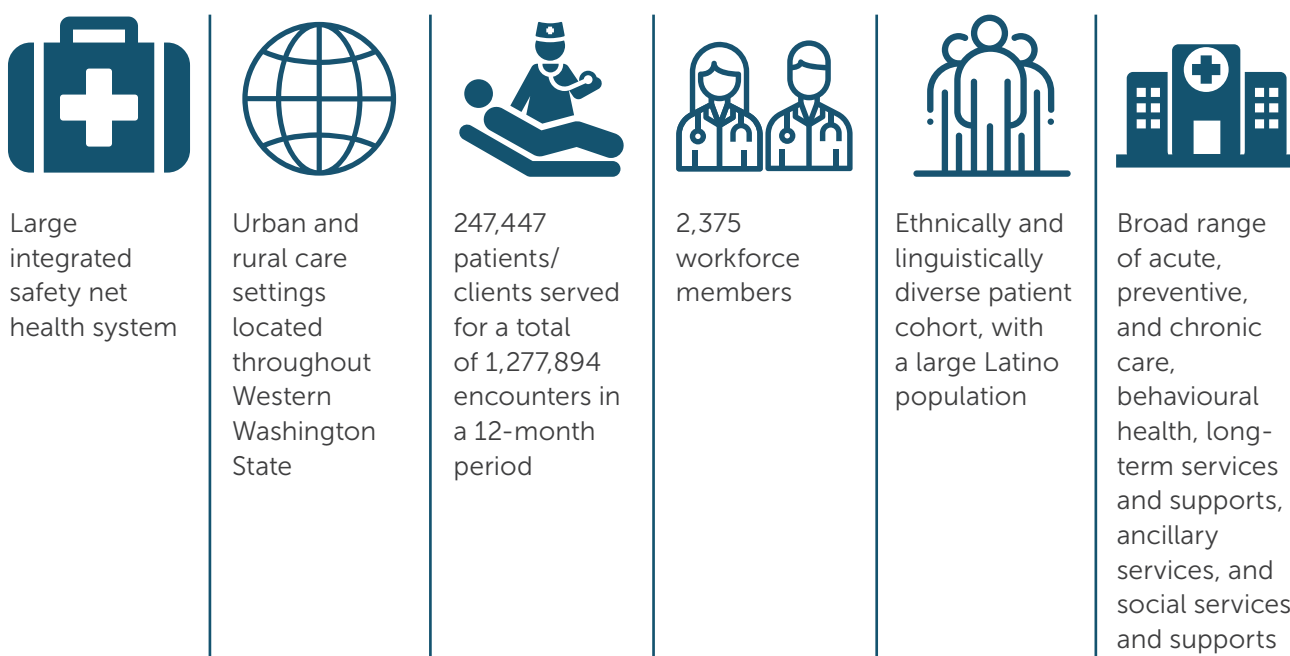 Large
integrated
safety net
health system
Urban and
rural care
settings
located
throughout
Western
Washington
State
247,447
patients/
clients served
for a total
of 1,277,894
encounters in
a 12-month
period
2,375
workforce
members
Ethnically and
linguistically
diverse patient
cohort, with
a large Latino
population
Broad range
of acute,
preventive,
and chronic
care,
behavioural
health, long-
term services
and supports,
ancillary
services, and
social services
and supports